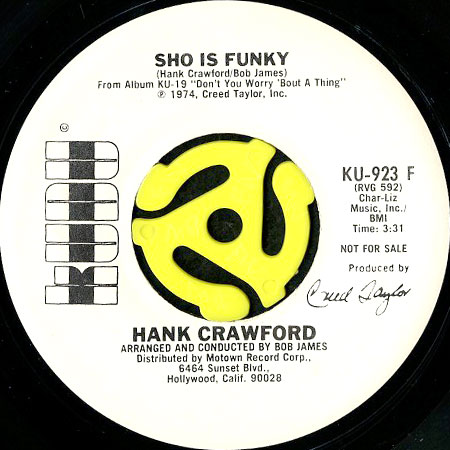 SHO IS FUNKY
(Hank Crawford/Bob James)
From Album KU-19 "Don't You Worry 'Bout A Thing"
℗ 1974, Creed Taylor, Inc.
KUDU
KU-923 F
(RVG 592)
Char-Liz
Music, Inc./
BMI
Time: 3:31
NOT FOR SALE
Produced by
Creed Taylor
HANK CRAWFORD
ARRANGED AND CONDUCTED BY BOB JAMES
Distributed by Motown Record Corp.,
6464 Sunset Blvd.,
Hollywood, Calif. 90028